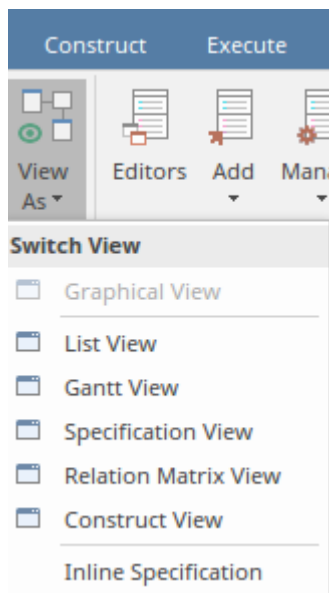 Construct Execute
View As Editors Add
Switch View
Graphical View
List View
Gantt View
Specification View
Relation Matrix View
Construct View
Inline Specification